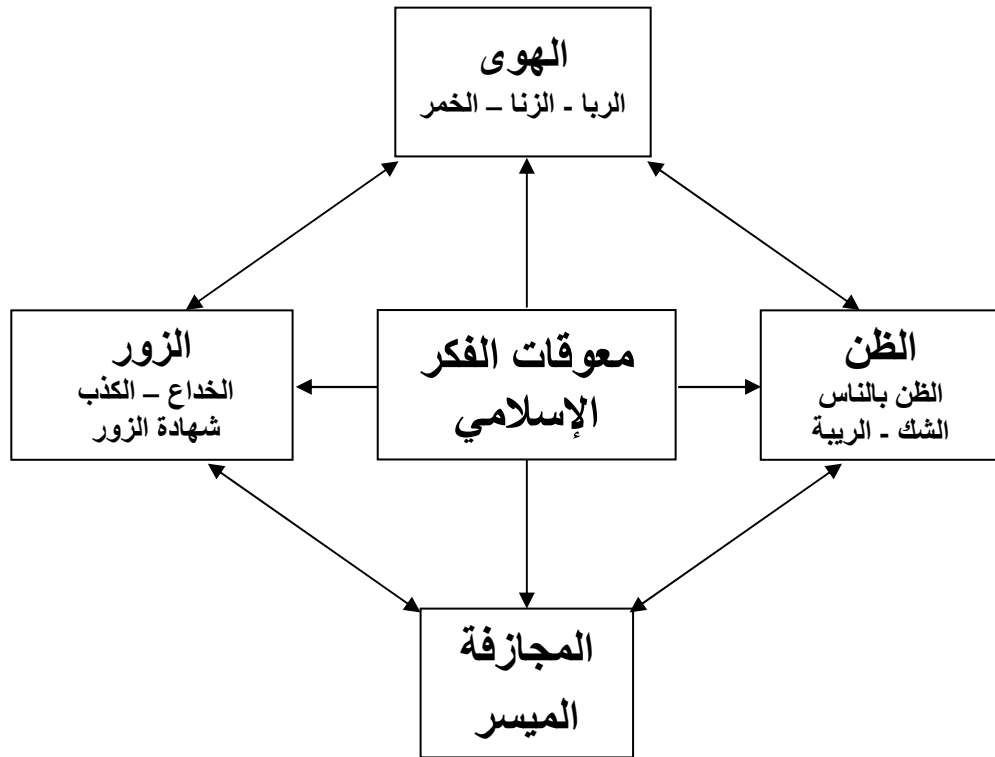 الهوى
الربا - الزنا – الخمر
الظن
الظن بالناس
الشك - الريبة
معوقات الفكر
الإسلامي
الزور
الخداع – الكذب
شهادة الزور
المجازفة
الميسر